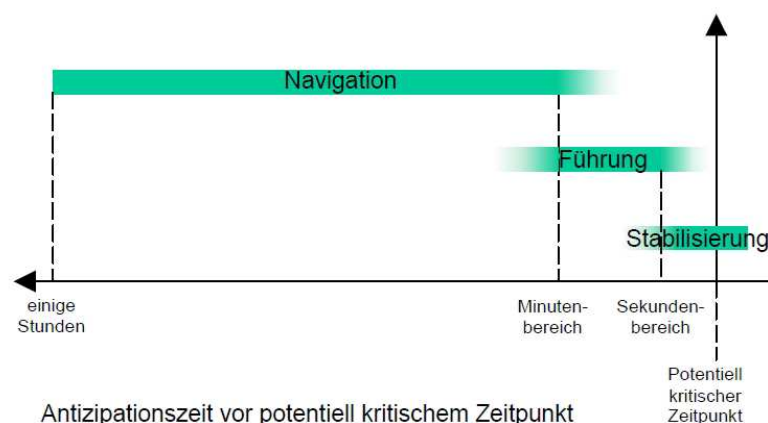 Navigation
Führung
Stabilisierung
einige
Stunden
Minuten-
bereich
Sekunden-
bereich
Potentiell
kritischer
Zeitpunkt
Antizipationszeit vor potentiell kritischem Zeitpunkt